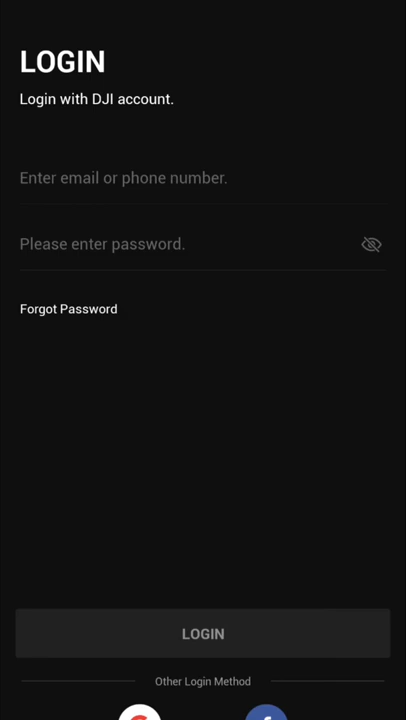 LOGIN
Login with DJI account.
Enter email or phone number.
Please enter password.
Forgot Password
LOGIN
Other Login Method